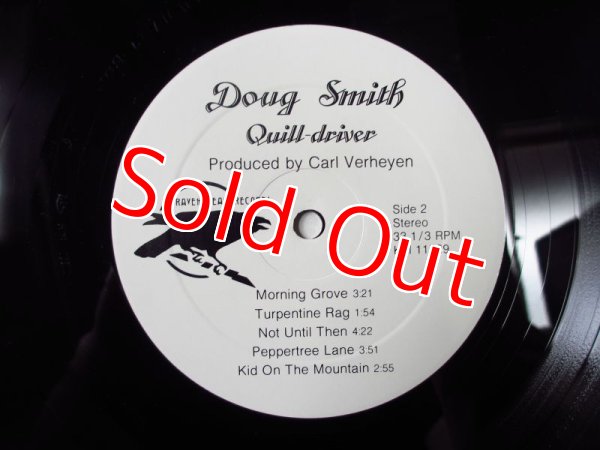 Doug Smith
Quill-driver
Produced by Carl Verheyen
Sold Out
Side 2
Stereo
33 1/3 RPM
Morning Grove 3:21
Turpentine Rag 1:54
Not Until Then 4:22
Peppertree Lane 3:51
Kid On The Mountain 2:55